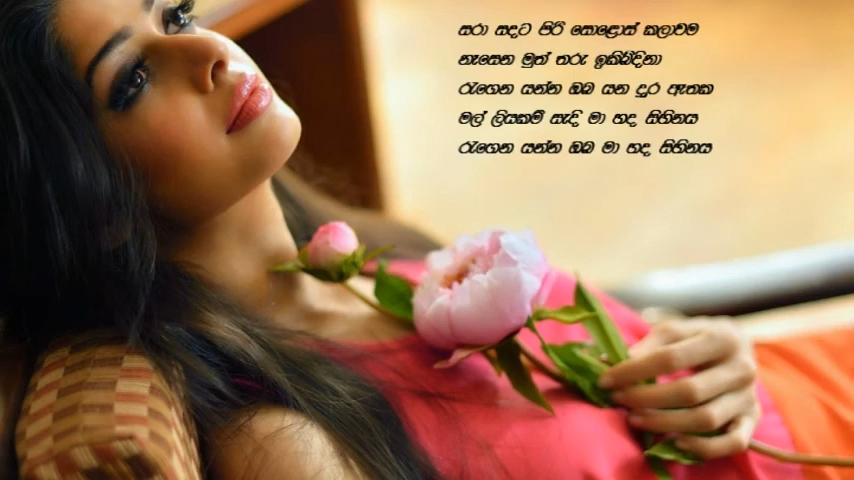 සරා සඳට පිරි සොළොස් කලාවම
නෑසෙන මුත් තරු ඉකිබිඳිනා
රැගෙන යන්න ඔබ යන දුර ඈතක
මල් ලියකම් සැදි මා හද සිහිනය
රැගෙන යන්න ඔබ මා හද සිහිනය